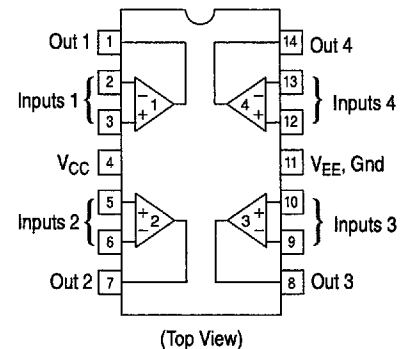 Out 1 1 14 Out 4
2 13
Inputs 1 { − + 1 4 − + } Inputs 4
3 12
VCC 4 11 VEE, Gnd
5 10
Inputs 2 { + − 2 3 + − } Inputs 3
6 9
Out 2 7 8 Out 3
(Top View)